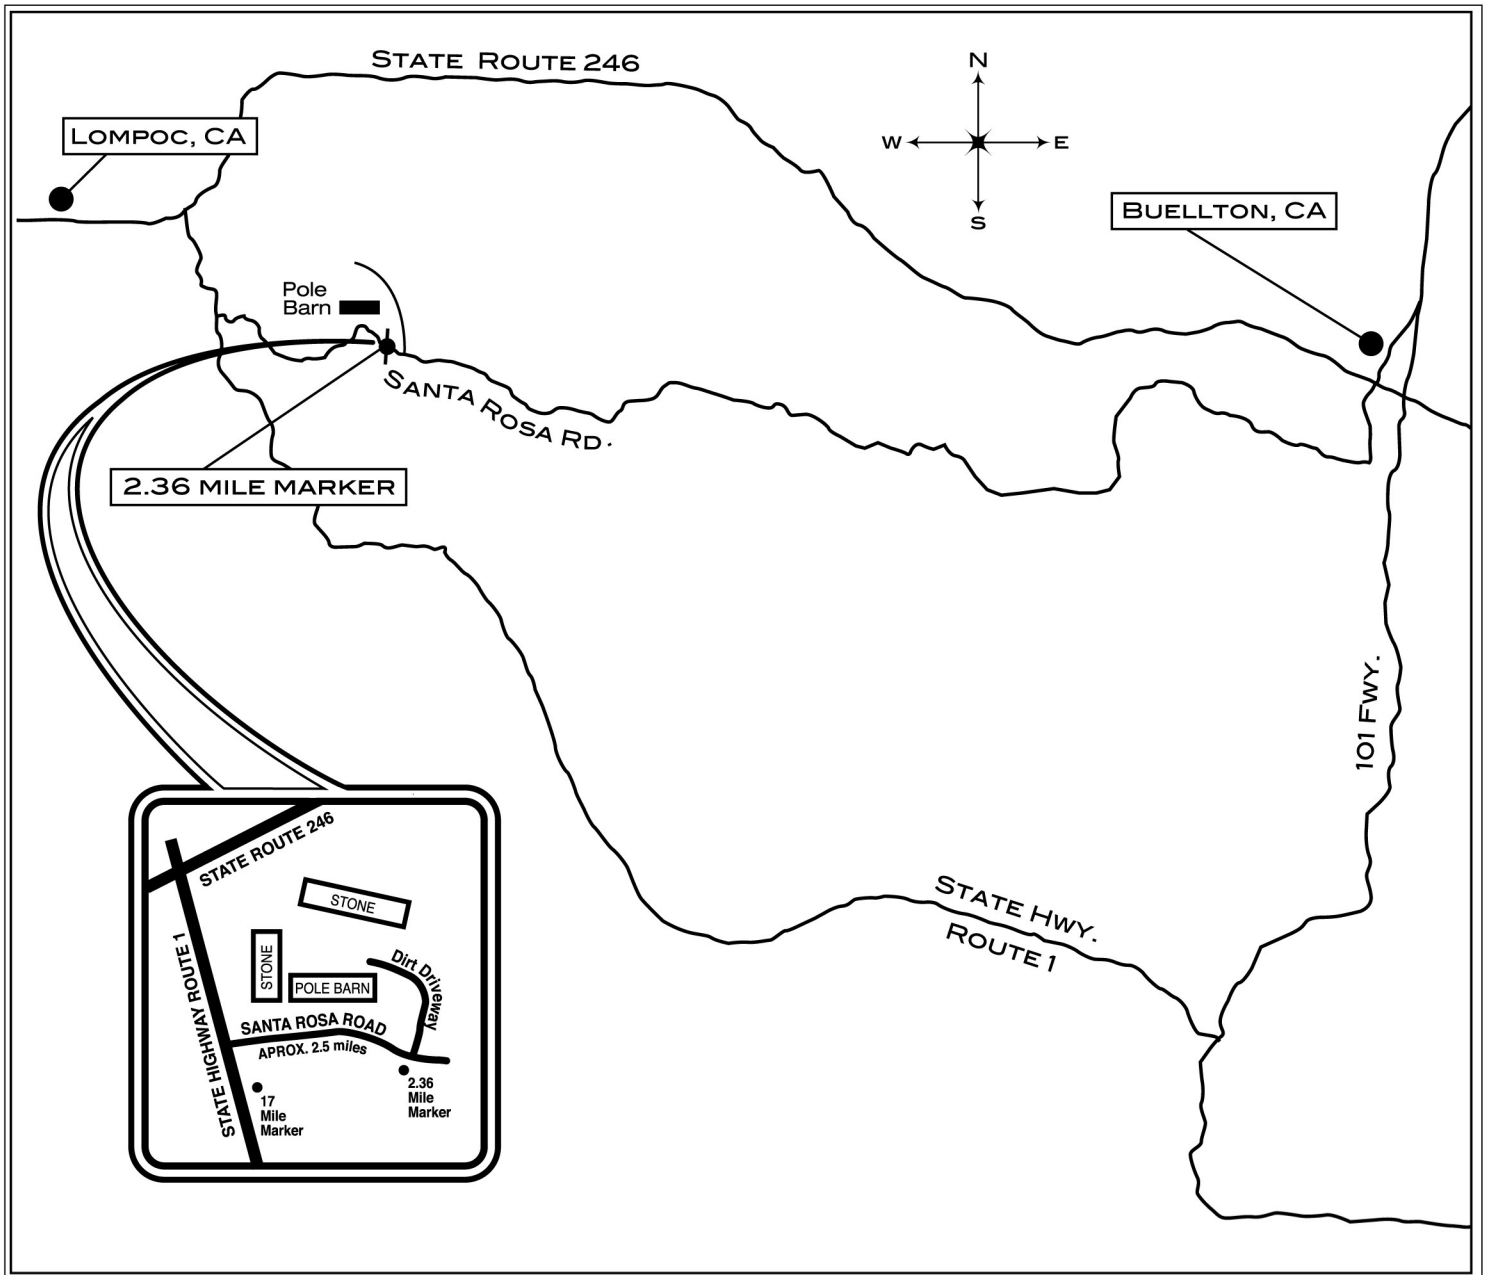 STATE ROUTE 246
N
W E
S
LOMPOC, CA
BUELLTON, CA
Pole
Barn
SANTA ROSA RD.
2.36 MILE MARKER
101 FWY.
STATE HWY.
ROUTE 1
STATE ROUTE 246
STONE
STATE HIGHWAY ROUTE 1
STONE
POLE BARN
Dirt Driveway
SANTA ROSA ROAD
APROX. 2.5 miles
17
Mile
Marker
2.36
Mile
Marker